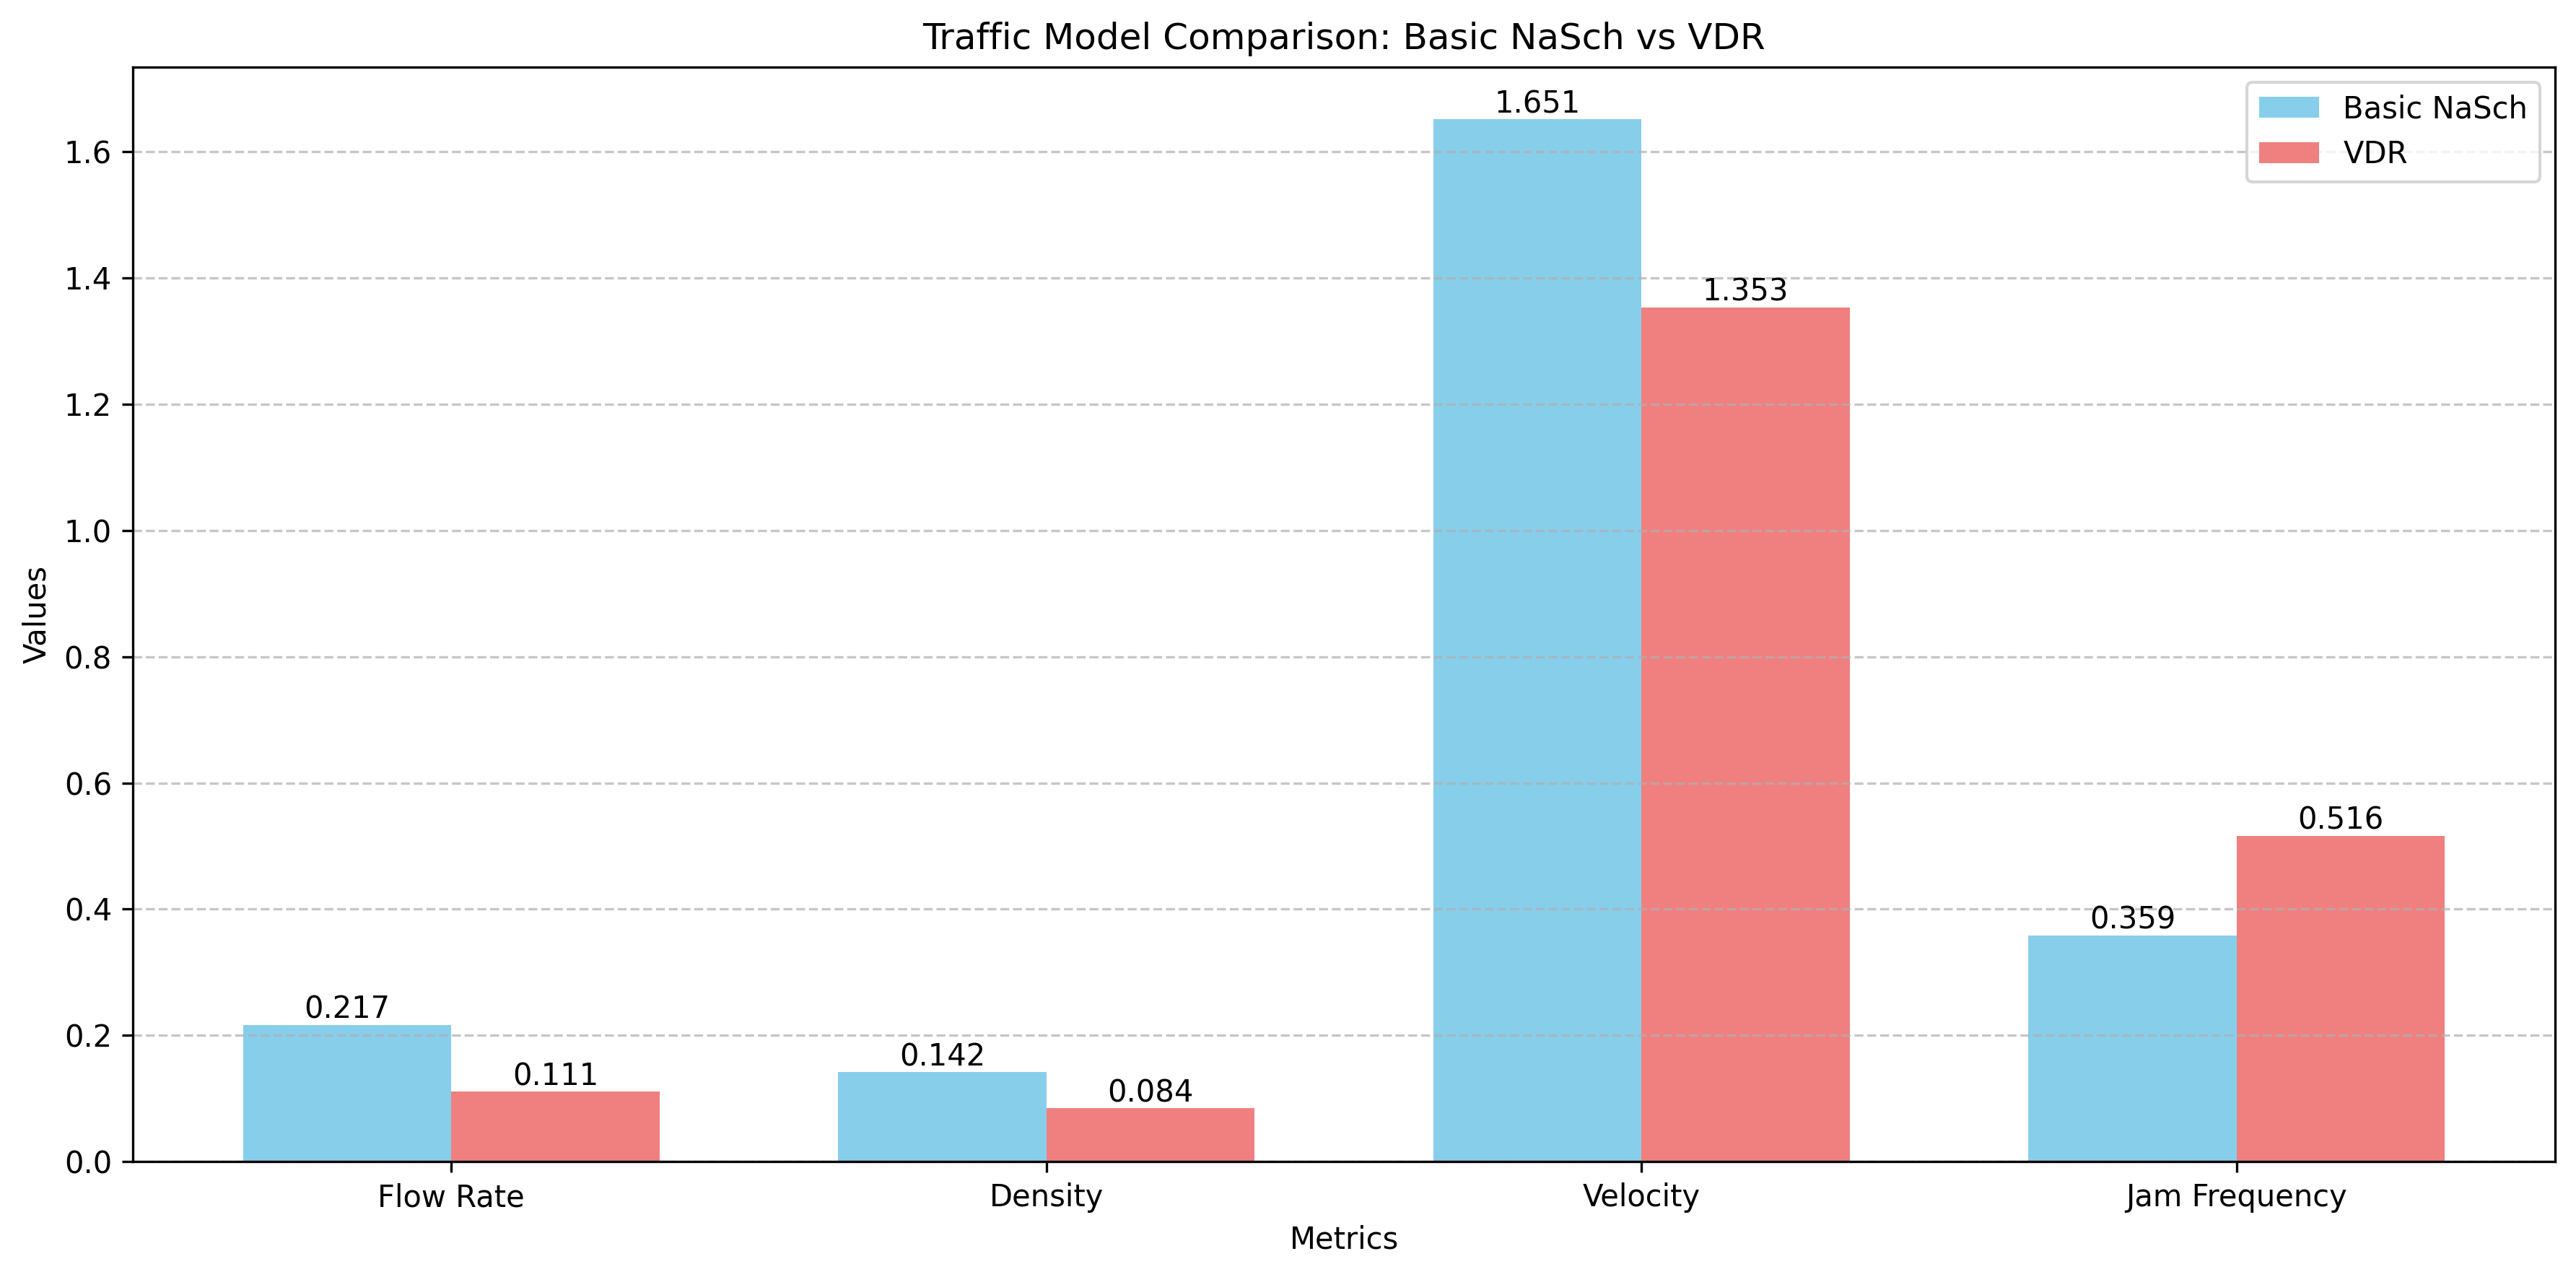 Traffic Model Comparison: Basic NaSch vs VDR
Basic NaSch
VDR
Values
1.6
1.4
1.2
1.0
0.8
0.6
0.4
0.2
0.0
0.217
0.111
0.142
0.084
1.651
1.353
0.359
0.516
Flow Rate
Density
Velocity
Jam Frequency
Metrics